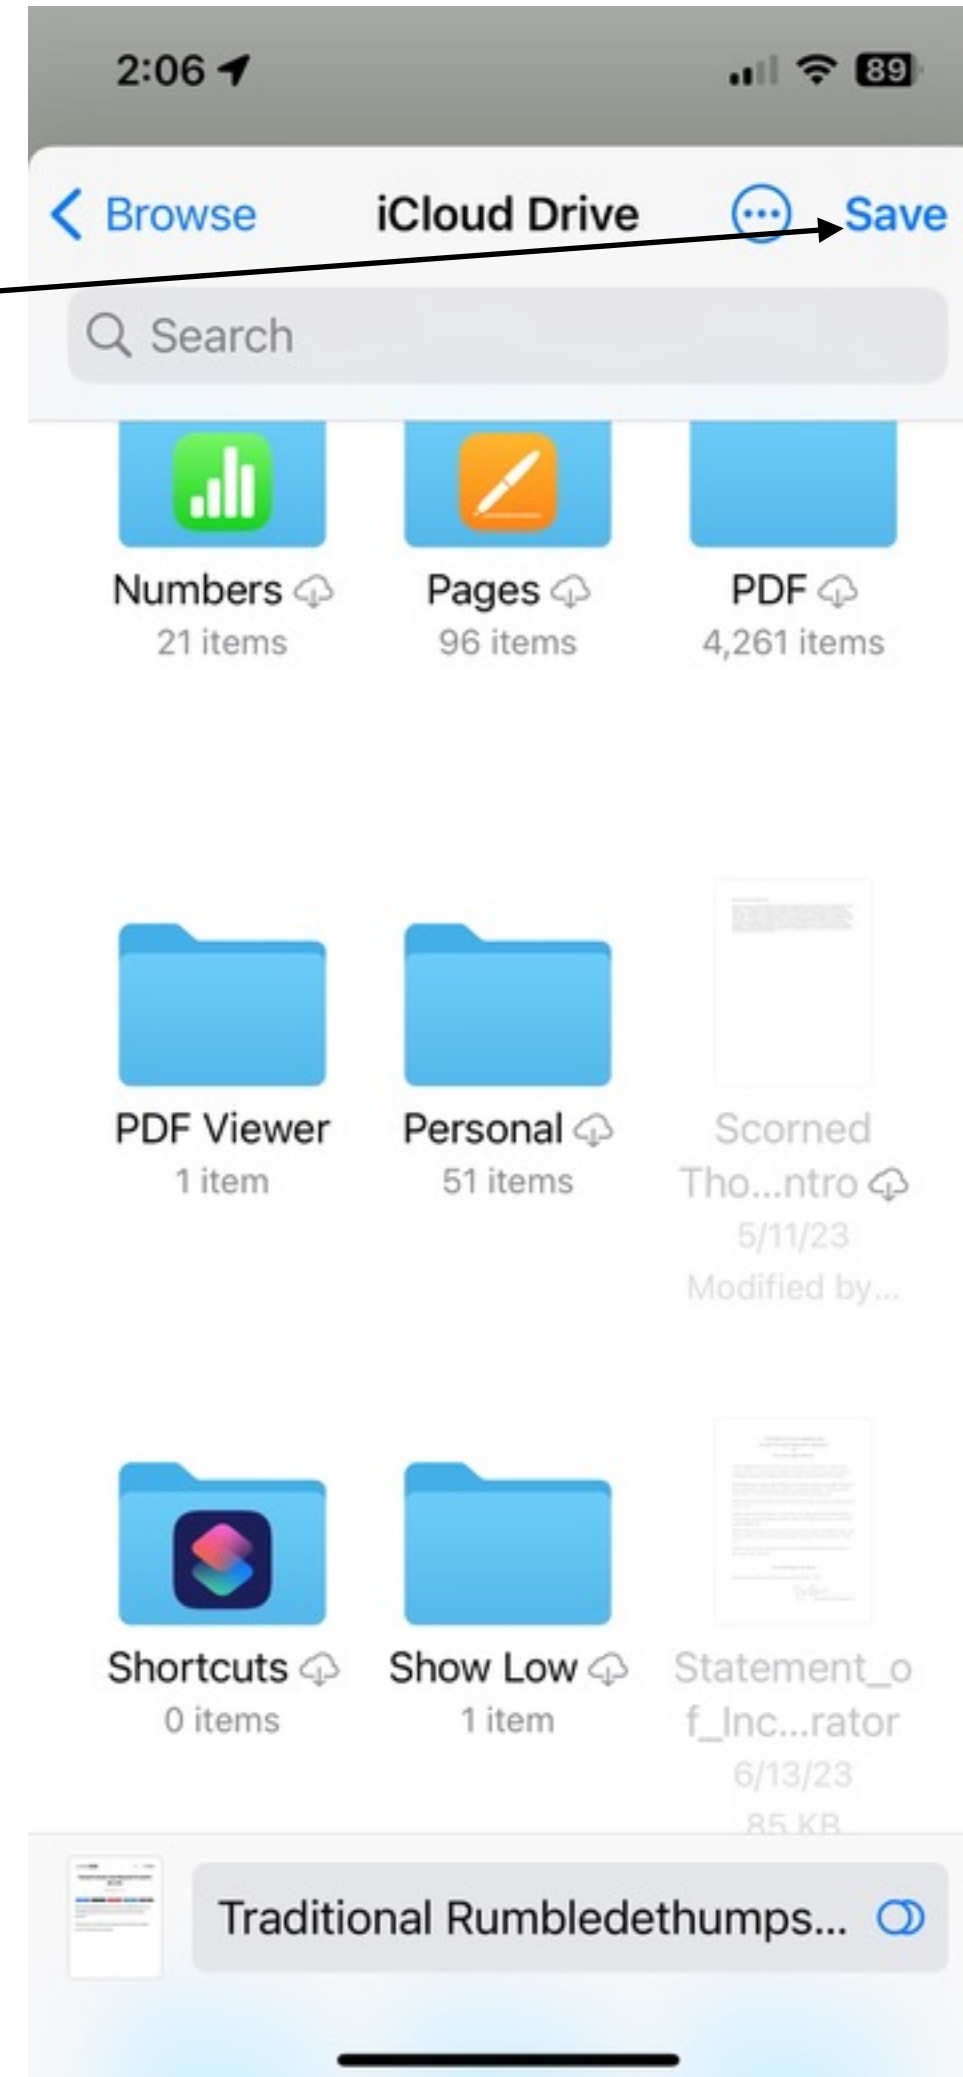 2:06
89
Browse
iCloud Drive
Save
Search
Numbers
Pages
PDF
21 items
96 items
4,261 items
PDF Viewer
Personal
Scorned
1 item
51 items
Tho...ntro
5/11/23
Modified by...
Shortcuts
Show Low
Statement_o
0 items
1 item
f_Inc...rator
6/13/23
85 KB
Traditional Rumbledethumps...